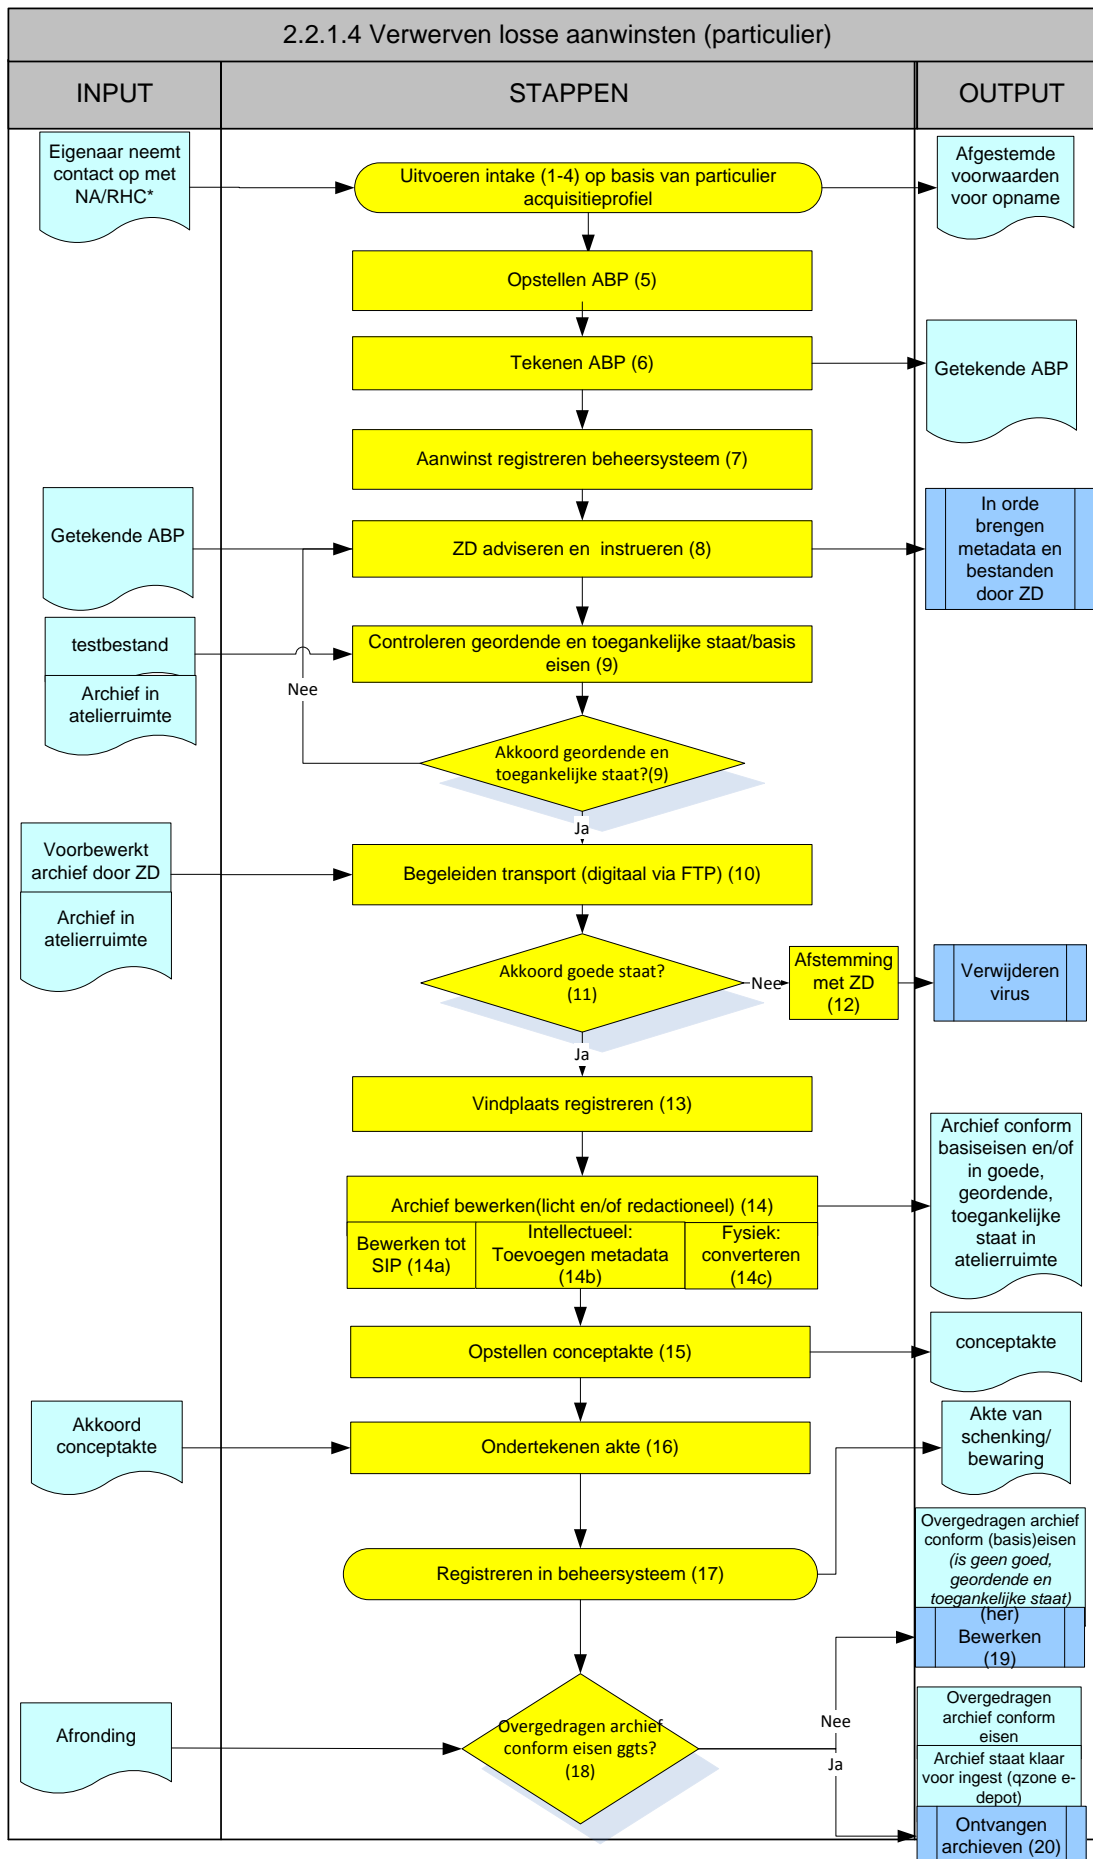 2.2.1.4 Verwerven losse aanwinsten (particulier)
INPUT
STAPPEN
OUTPUT
Eigenaar neemt
contact op met
NA/RHC*
Uitvoeren intake (1-4) op basis van particulier
acquisitieprofiel
Afgestemde
voorwaarden
voor opname
Opstellen ABP (5)
Tekenen ABP (6)
Getekende ABP
Aanwinst registreren beheersysteem (7)
Getekende ABP
ZD adviseren en instrueren (8)
In orde
brengen
metadata en
bestanden
door ZD
testbestand
Archief in
atelierruimte
Controleren geordende en toegankelijke staat/basis
eisen (9)
Nee
Akkoord geordende en
toegankelijke staat?(9)
Ja
Voorbewerkt
archief door ZD
Archief in
atelierruimte
Begeleiden transport (digitaal via FTP) (10)
Akkoord goede staat?
(11)
Nee
Afstemming
met ZD
(12)
Verwijderen
virus
Ja
Vindplaats registreren (13)
Archief bewerken(licht en/of redactioneel) (14)
Bewerken tot
SIP (14a)
Intellectueel:
Toevoegen metadata
(14b)
Fysiek:
converteren
(14c)
Archief conform
basiseisen en/of
in goede,
geordende,
toegankelijke
staat in
atelierruimte
Opstellen conceptakte (15)
conceptakte
Akkoord
conceptakte
Ondertekenen akte (16)
Akte van
schenking/
bewaring
Registreren in beheersysteem (17)
Overgedragen archief
conform (basis)eisen
(is geen goed,
geordende en
toegankelijke staat)
(her)
Bewerken
(19)
Afronding
Overgedragen archief
conform eisen ggts?
(18)
Nee
Ja
Overgedragen
archief conform
eisen
Archief staat klaar
voor ingest (qzone e-
depot)
Ontvangen
archieven (20)